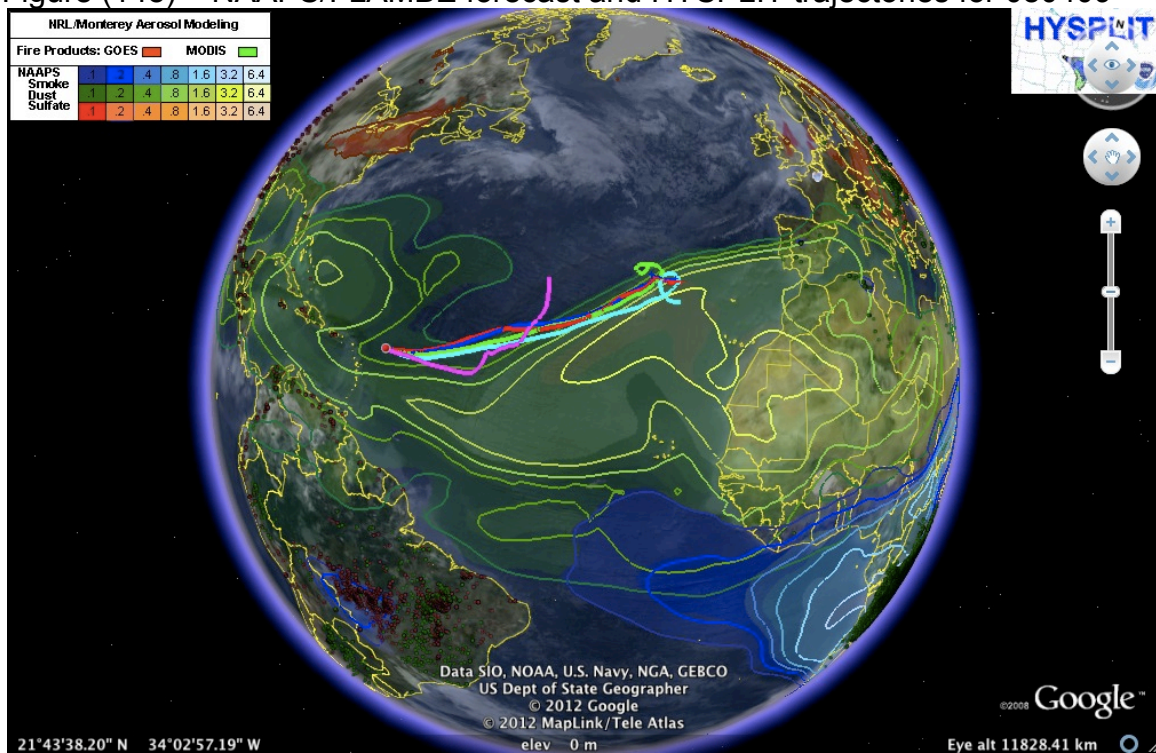 NRL/Monterey Aerosol Modeling
Fire Products: GOES MODIS
NAAPS
Smoke .1 .2 .4 .8 1.6 3.2 6.4
Dust .1 .2 .4 .8 1.6 3.2 6.4
Sulfate .1 .2 .4 .8 1.6 3.2 6.4
HYSPLIT
N
Data SIO, NOAA, U.S. Navy, NGA, GEBCO
US Dept of State Geographer
© 2012 Google
© 2012 MapLink/Tele Atlas
©2008 Google™
21°43'38.20" N 34°02'57.19" W elev 0 m Eye alt 11828.41 km